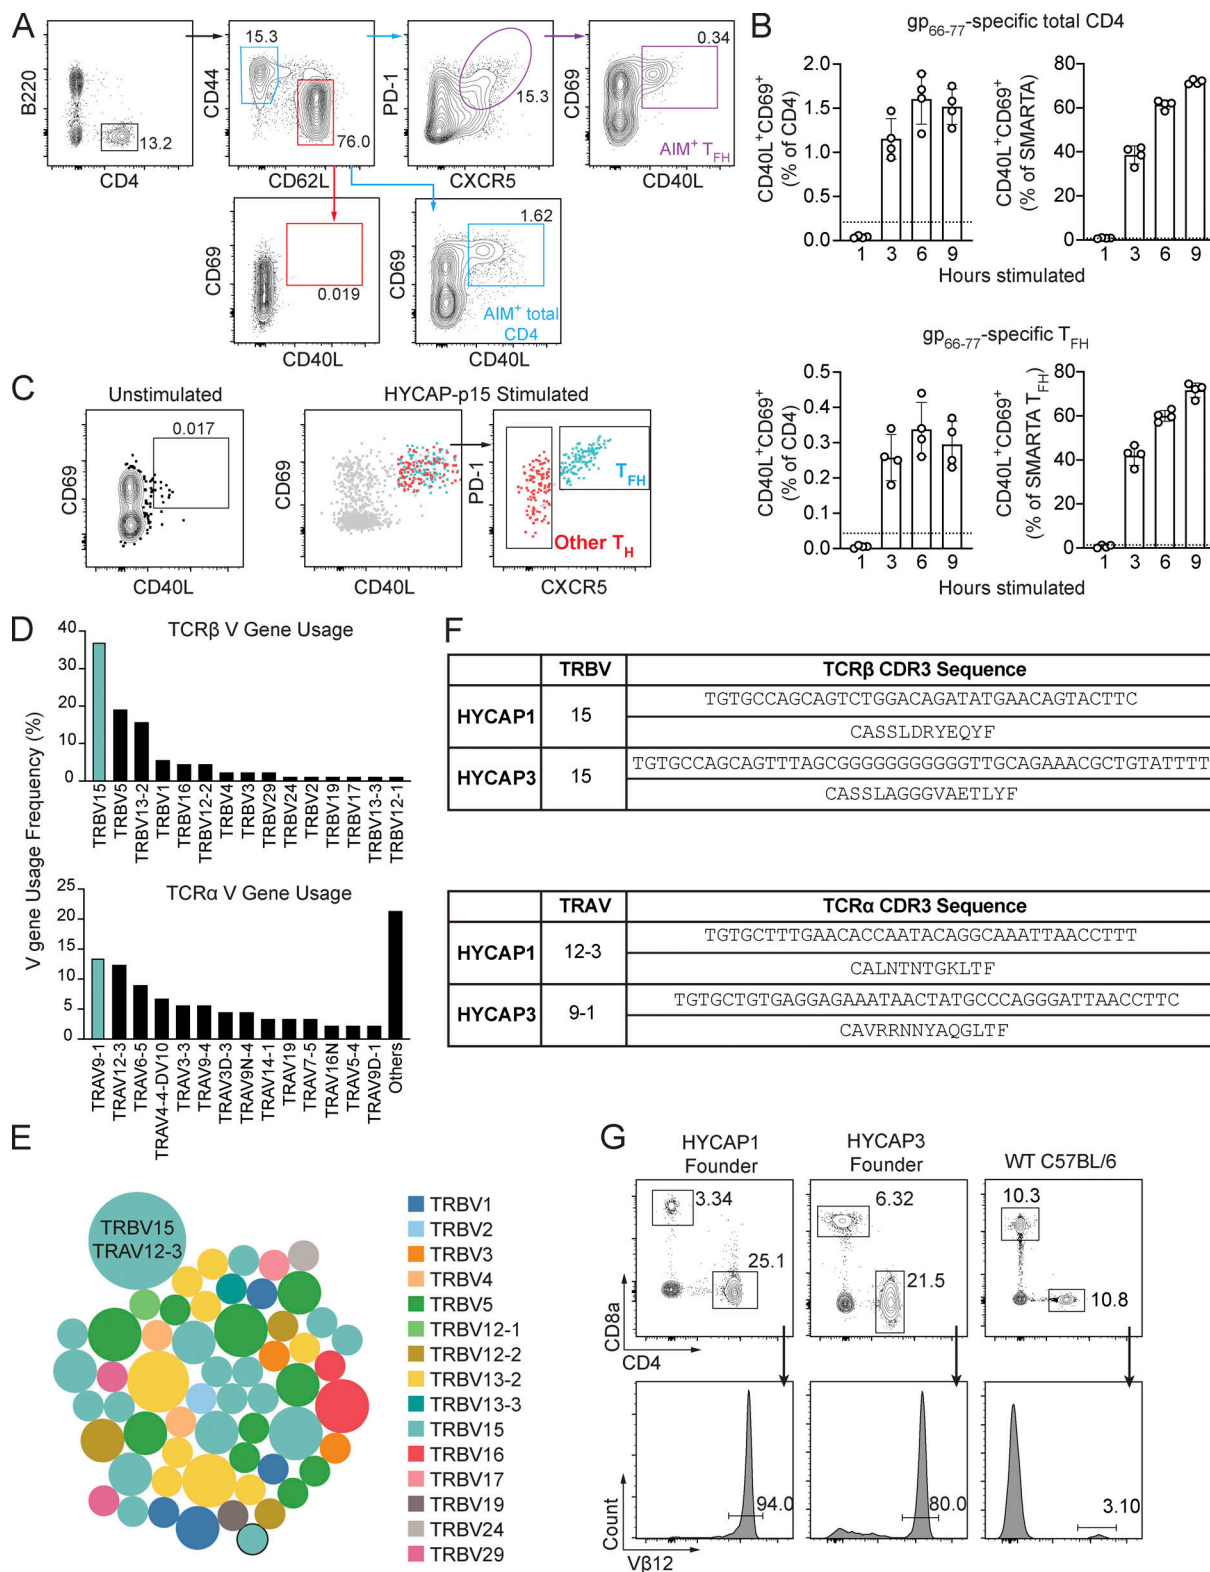 A
15.3
B220
13.2
CD4
CD44
76.0
CD62L
PD-1
15.3
CXCR5
0.34
CD69
AIM+ TFH
CD40L
CD69
0.019
CD40L
1.62
CD69
AIM+ total
CD4
CD40L
B
gp66-77-specific total CD4
CD40L+CD69+
(% of CD4)
2.0
1.5
1.0
0.5
0.0
1 3 6 9
CD40L+CD69+
(% of SMARTA)
80
60
40
20
0
1 3 6 9
Hours stimulated
gp66-77-specific TFH
CD40L+CD69+
(% of CD4)
0.5
0.4
0.3
0.2
0.1
0.0
1 3 6 9
CD40L+CD69+
(% of SMARTA TFH)
80
60
40
20
0
1 3 6 9
Hours stimulated
C
Unstimulated
0.017
CD69
CD40L
HYCAP-p15 Stimulated
CD69
CD40L
PD-1
TFH
Other TH
CXCR5
D
TCRβ V Gene Usage
40
30
20
10
0
TRBV15
TRBV5
TRBV13-2
TRBV1
TRBV16
TRBV12-2
TRBV4
TRBV3
TRBV29
TRBV24
TRBV2
TRBV19
TRBV17
TRBV13-3
TRBV12-1
V gene Usage Frequency (%)
TCRα V Gene Usage
25
20
15
10
5
0
TRAV9-1
TRAV12-3
TRAV6-5
TRAV4-4-DV10
TRAV3-3
TRAV9-4
TRAV3D-3
TRAV9N-4
TRAV14-1
TRAV19
TRAV7-5
TRAV16N
TRAV5-4
TRAV9D-1
Others
E
TRBV15
TRAV12-3
TRBV1
TRBV2
TRBV3
TRBV4
TRBV5
TRBV12-1
TRBV12-2
TRBV13-2
TRBV13-3
TRBV15
TRBV16
TRBV17
TRBV19
TRBV24
TRBV29
F
TRBV TCRβ CDR3 Sequence
HYCAP1 15
TGTGCCAGCAGTCTGGACAGATATGAACAGTACTTC
CASSLDRYEQYF
HYCAP3 15
TGTGCCAGCAGTTTAGCGGGGGGGGGGGTTGCAGAAACGCTGTATTTT
CASSLAGGGVAETLYF
TRAV TCRα CDR3 Sequence
HYCAP1 12-3
TGTGCTTTGAACACCAATACAGGCAAATTAACCTTT
CALNTNTGKLTF
HYCAP3 9-1
TGTGCTGTGAGGAGAAATAACTATGCCCAGGGATTAACCTTC
CAVRRNNYAQGLTF
G
HYCAP1
Founder
HYCAP3
Founder
WT C57BL/6
3.34
25.1
CD8a
CD4
6.32
21.5
10.3
10.8
94.0
Count
Vβ12
80.0
3.10